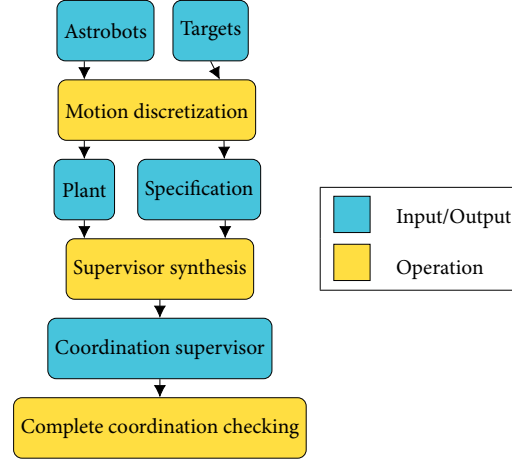 Astrobots
Targets
Motion discretization
Plant
Specification
Supervisor synthesis
Coordination supervisor
Complete coordination checking
Input/Output
Operation